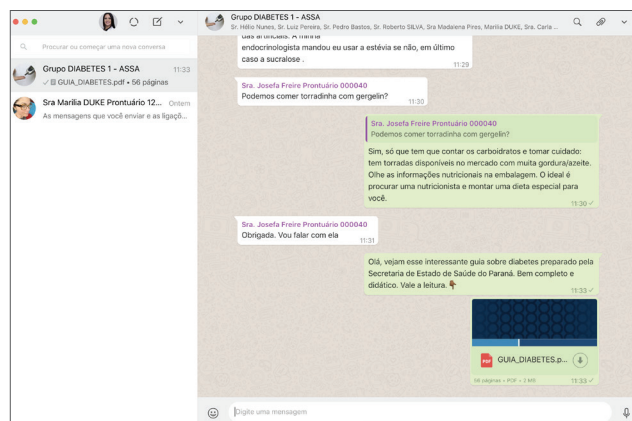 Grupo DIABETES 1 - ASSA
Sr. Hélio Nunes, Sr. Luiz Pereira, Sr. Pedro Bastos, Sr. Roberto SILVA, Sra Madalena Pires, Marilia DUKE, Sra. Carla ...
Procurar ou começar uma nova conversa
Grupo DIABETES 1 - ASSA 11:33
GUIA_DIABETES.pdf • 56 páginas
Sra Marilia DUKE Prontuário 12... Ontem
As mensagens que você enviar e as ligaçõ...
das artificiais. A minha
endocrinologista mandou eu usar
a estévia se não, em último
caso a sucralose .
11:29
Sra. Josefa Freire Prontuário 000040
Podemos comer torradinha com gergelin?
11:30
Sra. Josefa Freire Prontuário 000040
Podemos comer torradinha com gergelin?
Sim, só que tem que contar os carboidratos e tomar cuidado:
tem torradas disponíveis no mercado com muita gordura/azeite.
Olhe as informações nutricionais na embalagem. O ideal é
procurar uma nutricionista e montar uma dieta especial para
você.
11:30
Sra. Josefa Freire Prontuário 000040
Obrigada. Vou falar com ela
11:31
Olá, vejam esse interessante guia sobre diabetes preparado pela
Secretaria de Estado de Saúde do Paraná. Bem completo e
didático. Vale a leitura.
11:33
PDF GUIA_DIABETES.p...
56 páginas • PDF • 2 MB 11:33
Digite uma mensagem